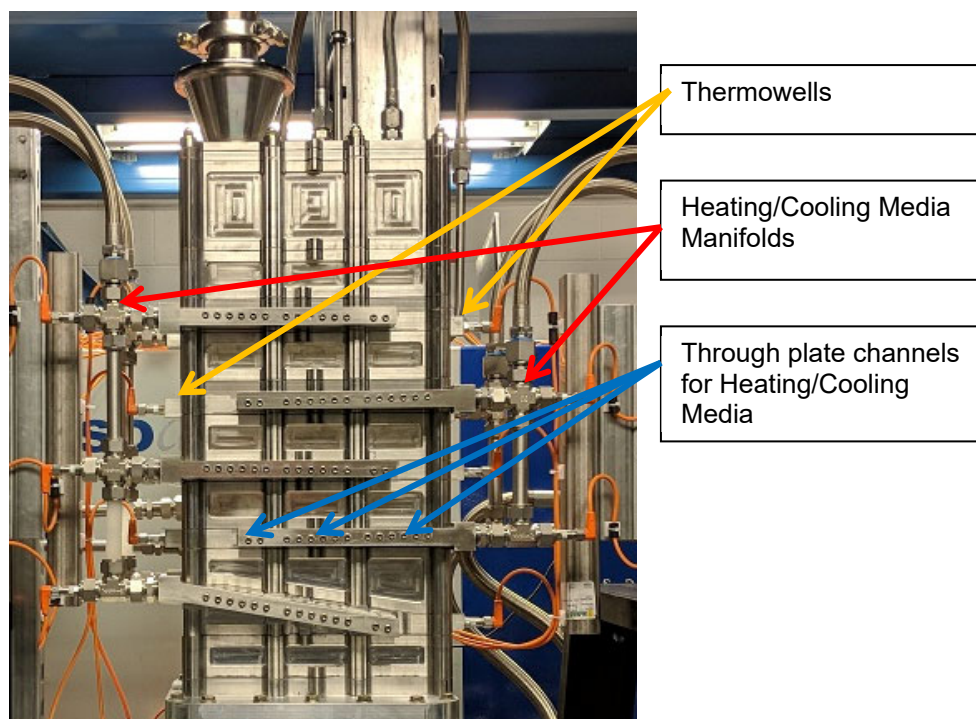 Thermowells
Heating/Cooling Media
Manifolds
Through plate channels
for Heating/Cooling
Media